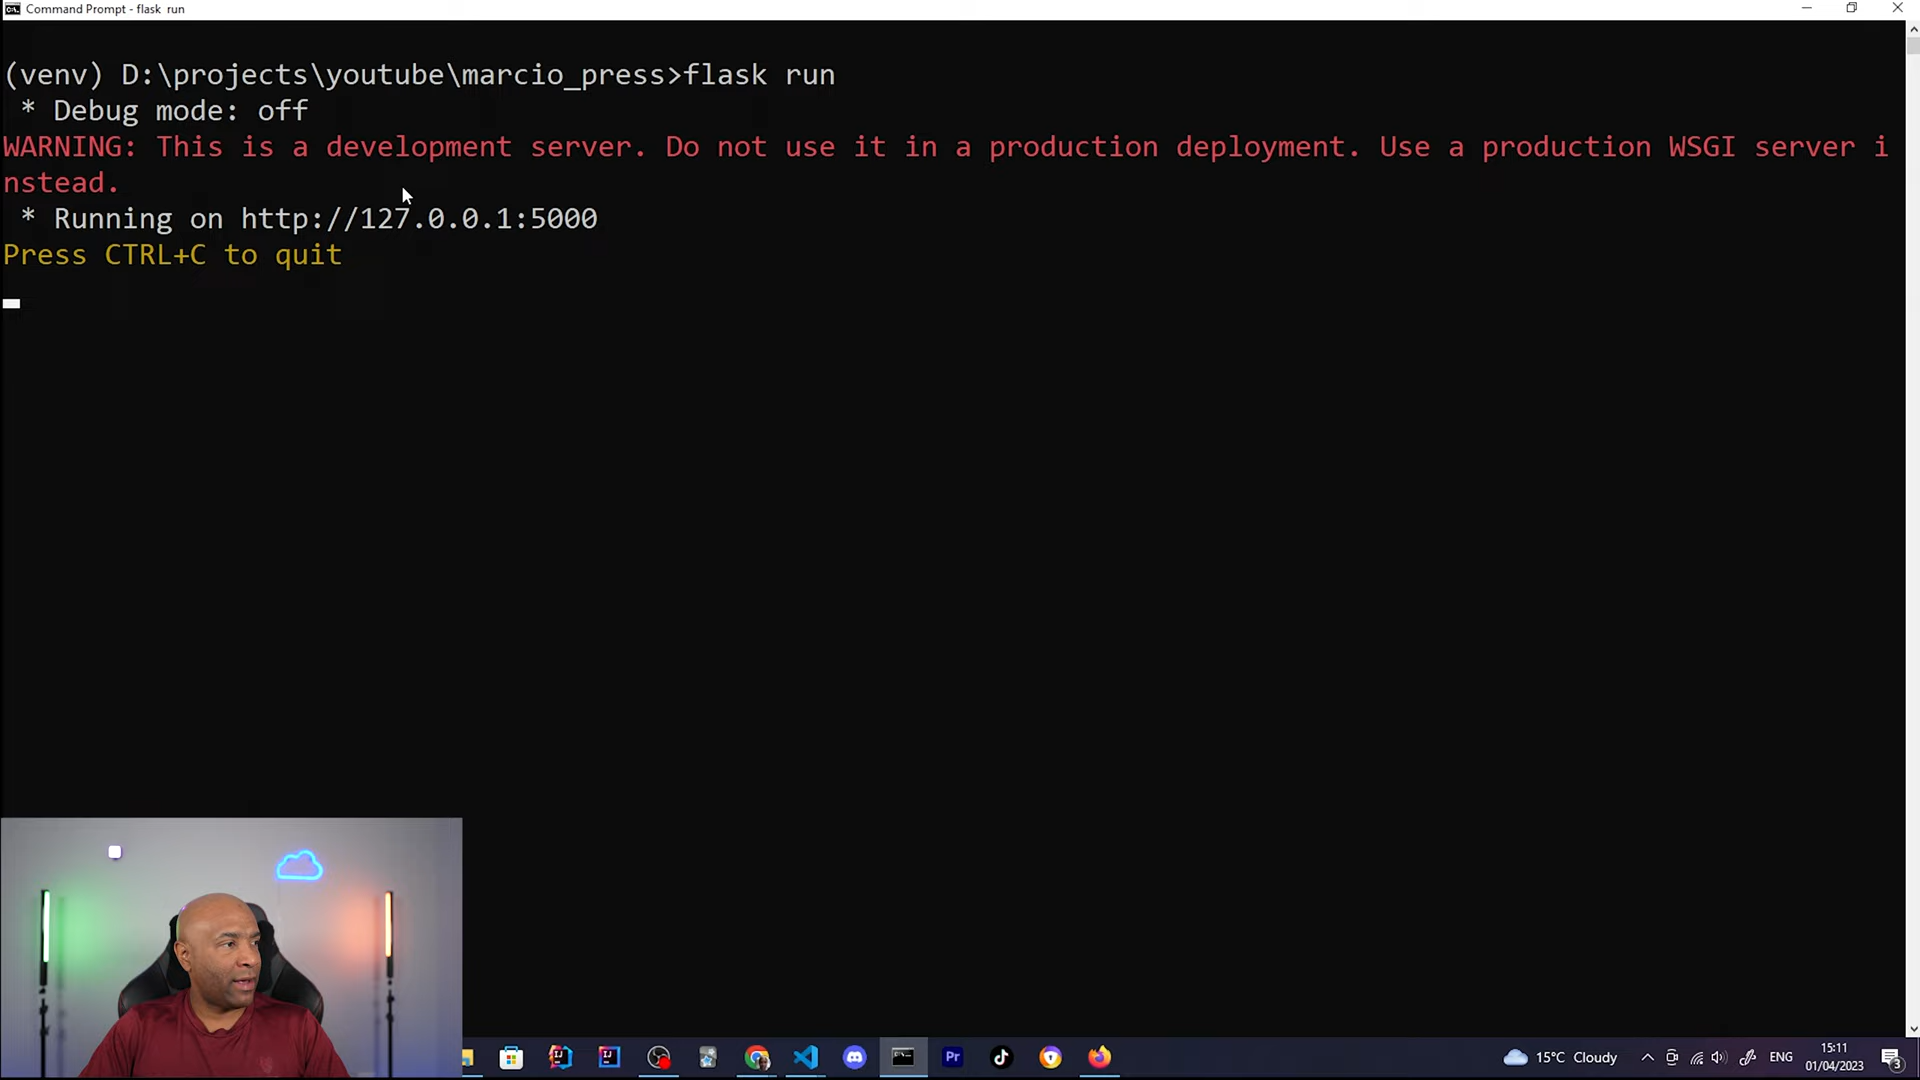 Command Prompt - flask run
(venv) D:\projects\youtube\marcio_press>flask run
* Debug mode: off
WARNING: This is a development server. Do not use it in a production deployment. Use a production WSGI server i
nstead.
* Running on http://127.0.0.1:5000
Press CTRL+C to quit
Pr
15°C Cloudy
ENG
15:11
01/04/2023
3